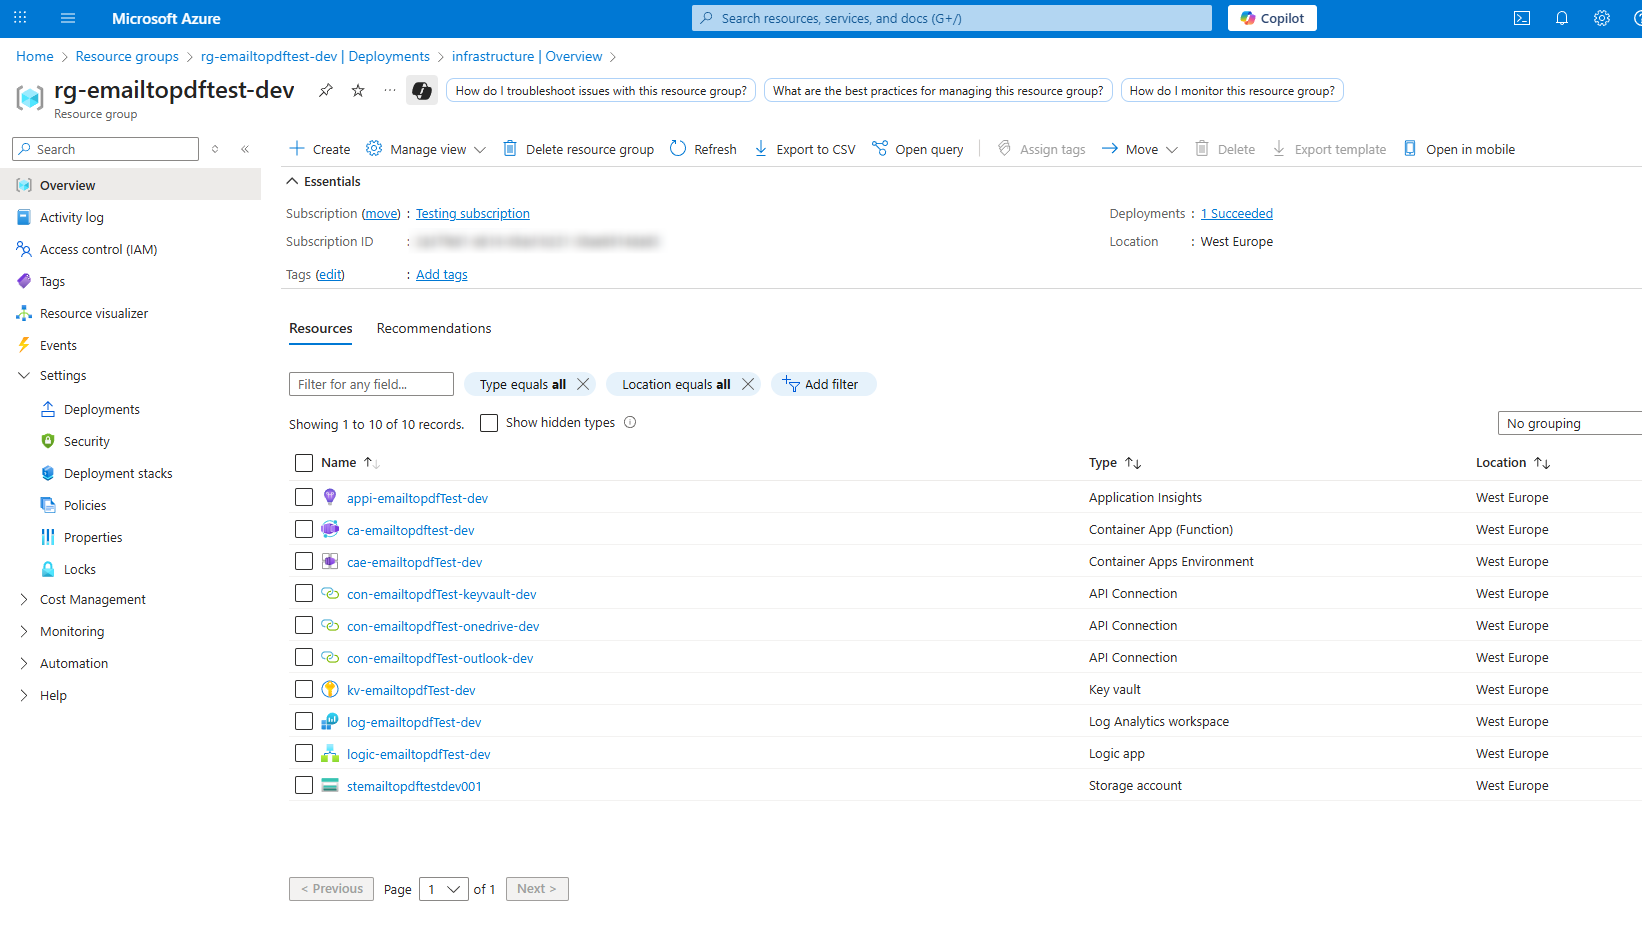 Microsoft Azure
Search resources, services, and docs (G+/)
Copilot
Home > Resource groups > rg-emailtopdftest-dev | Deployments > infrastructure | Overview >
rg-emailtopdftest-dev
Resource group
How do I troubleshoot issues with this resource group?
What are the best practices for managing this resource group?
How do I monitor this resource group?
Search
Create
Manage view
Delete resource group
Refresh
Export to CSV
Open query
Assign tags
Move
Delete
Export template
Open in mobile
Overview
Activity log
Access control (IAM)
Tags
Resource visualizer
Events
Settings
Deployments
Security
Deployment stacks
Policies
Properties
Locks
Cost Management
Monitoring
Automation
Help
Essentials
Subscription (move) : Testing subscription
Subscription ID :
Tags (edit) : Add tags
Deployments : 1 Succeeded
Location : West Europe
Resources
Recommendations
Filter for any field...
Type equals all
Location equals all
Add filter
Showing 1 to 10 of 10 records.
Show hidden types
No grouping
Name Type Location
appi-emailtopdfTest-dev Application Insights West Europe
ca-emailtopdftest-dev Container App (Function) West Europe
cae-emailtopdfTest-dev Container Apps Environment West Europe
con-emailtopdfTest-keyvault-dev API Connection West Europe
con-emailtopdfTest-onedrive-dev API Connection West Europe
con-emailtopdfTest-outlook-dev API Connection West Europe
kv-emailtopdfTest-dev Key vault West Europe
log-emailtopdfTest-dev Log Analytics workspace West Europe
logic-emailtopdfTest-dev Logic app West Europe
stemailtopdftestdev001 Storage account West Europe
< Previous Page 1 of 1 Next >